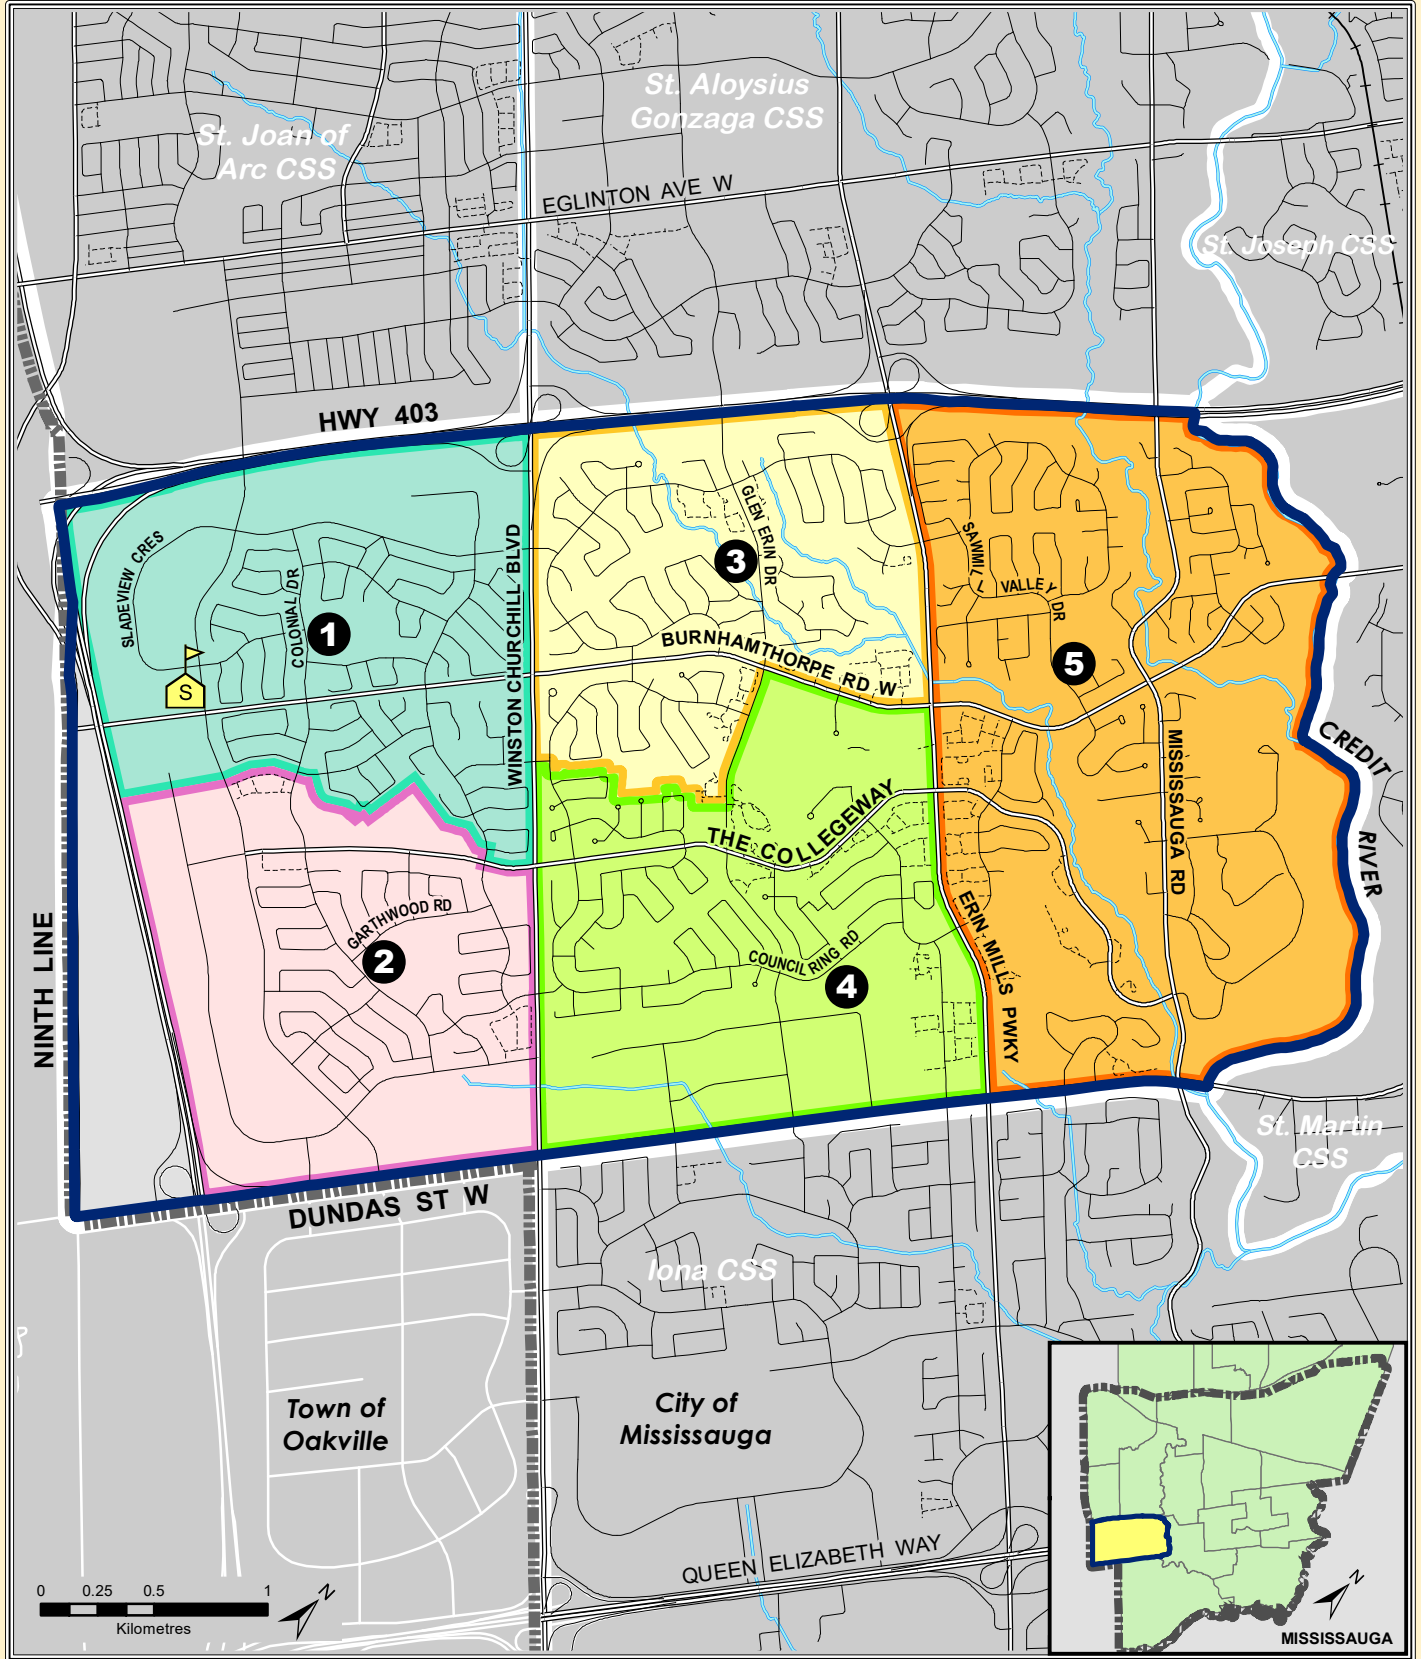 St. Aloysius
Gonzaga CSS
St. Joan of
Arc CSS
EGLINTON AVE W
St. Joseph CSS
HWY 403
SLADEVIEW CRES
COLONIAL DR
1
S
WINSTON CHURCHILL BLVD
GLEN ERIN DR
3
BURNHAMTHORPE RD W
SAWMILL VALLEY DR
5
CREDIT
RIVER
MISSISSAUGA RD
THE COLLEGEWAY
GARTHWOOD RD
2
COUNCIL RING RD
4
ERIN MILLS PWKY
NINTH LINE
DUNDAS ST W
St. Martin
CSS
Iona CSS
Town of
Oakville
City of
Mississauga
QUEEN ELIZABETH WAY
0 0.25 0.5 1
Kilometres
N
N
MISSISSAUGA